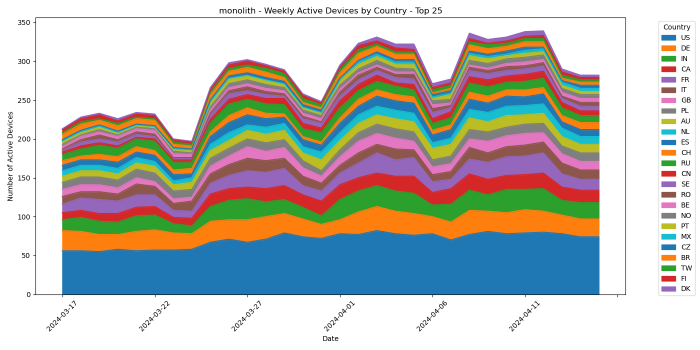 monolith - Weekly Active Devices by Country - Top 25
Number of Active Devices
350
300
250
200
150
100
50
0
2024-03-17
2024-03-22
2024-03-27
2024-04-01
2024-04-06
2024-04-11
Date
Country
US
DE
IN
CA
FR
IT
GB
PL
AU
NL
ES
CH
HU
CN
SE
RO
BE
NO
PT
MX
CZ
BR
TW
FI
DK